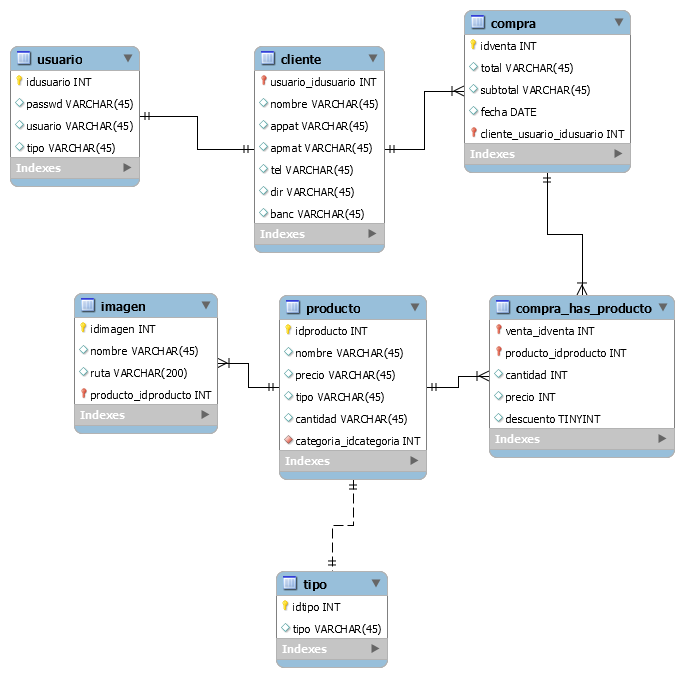 usuario
idusuario INT
passwd VARCHAR(45)
usuario VARCHAR(45)
tipo VARCHAR(45)
Indexes
cliente
usuario_idusuario INT
nombre VARCHAR(45)
appat VARCHAR(45)
apmat VARCHAR(45)
tel VARCHAR(45)
dir VARCHAR(45)
banc VARCHAR(45)
Indexes
compra
idventa INT
total VARCHAR(45)
subtotal VARCHAR(45)
fecha DATE
cliente_usuario_idusuario INT
Indexes
imagen
idimagen INT
nombre VARCHAR(45)
ruta VARCHAR(200)
producto_idproducto INT
Indexes
producto
idproducto INT
nombre VARCHAR(45)
precio VARCHAR(45)
tipo VARCHAR(45)
cantidad VARCHAR(45)
categoria_idcategoria INT
Indexes
compra_has_producto
venta_idventa INT
producto_idproducto INT
cantidad INT
precio INT
descuento TINYINT
Indexes
tipo
idtipo INT
tipo VARCHAR(45)
Indexes